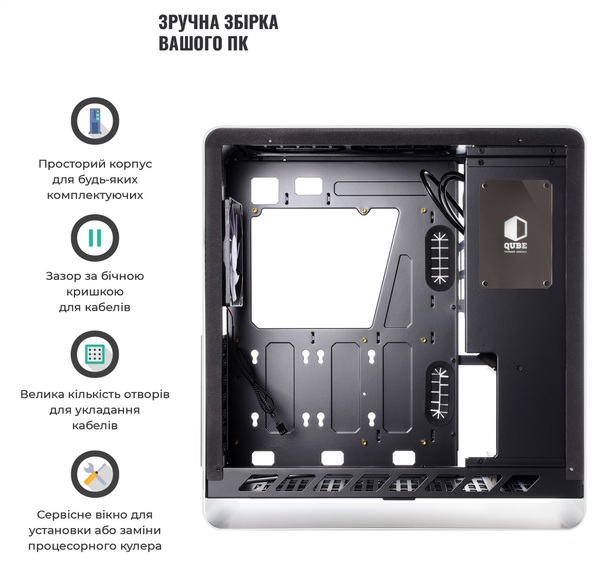 ЗРУЧНА ЗБІРКА
ВАШОГО ПК
Просторий корпус
для будь-яких
комплектуючих
Зазор за бічною
кришкою
для кабелів
Велика кількість отворів
для укладання
кабелів
Сервісне вікно для
установки або заміни
процесорного кулера
QUBE